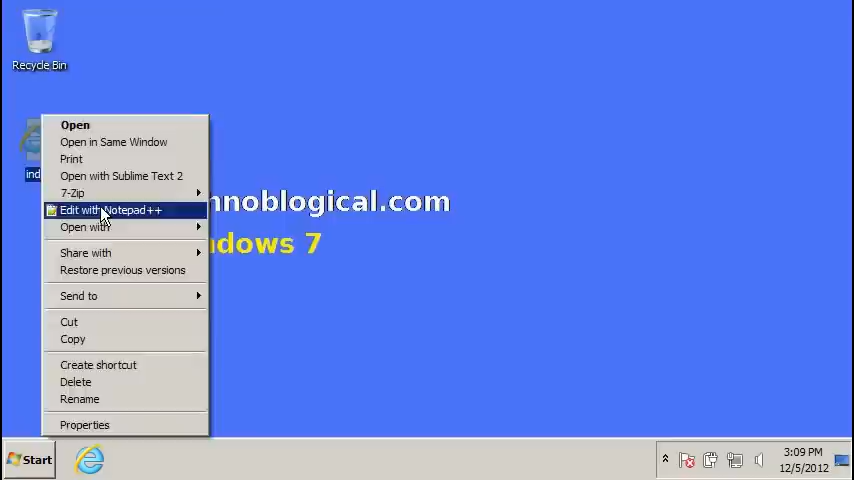 Recycle Bin
ind
Open
Open in Same Window
Print
Open with Sublime Text 2
7-Zip
Edit with Notepad++
Open with
Share with
Restore previous versions
Send to
Cut
Copy
Create shortcut
Delete
Rename
Properties
hnoblogical.com
ndows 7
Start
3:09 PM
12/5/2012